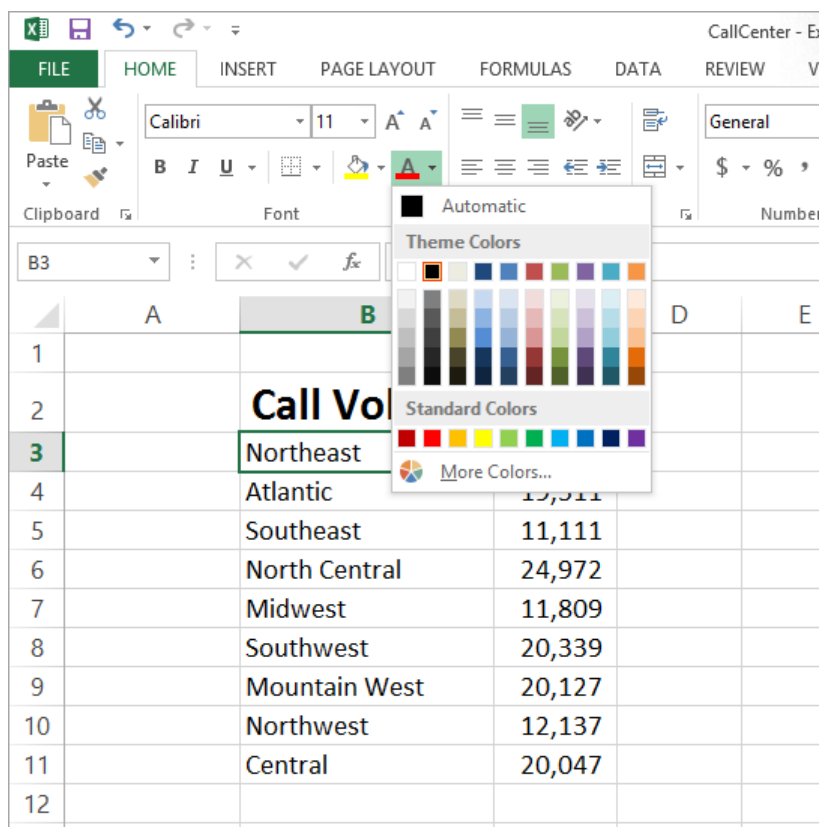 CallCenter - Ex
FILE HOME INSERT PAGE LAYOUT FORMULAS DATA REVIEW V
Calibri 11 A A General
Paste B I U A $ % ,
Clipboard Font Number
Automatic
Theme Colors
B3 fx
A B D E
1
2 Call Vol
Standard Colors
3 Northeast
More Colors...
4 Atlantic
5 Southeast 11,111
6 North Central 24,972
7 Midwest 11,809
8 Southwest 20,339
9 Mountain West 20,127
10 Northwest 12,137
11 Central 20,047
12